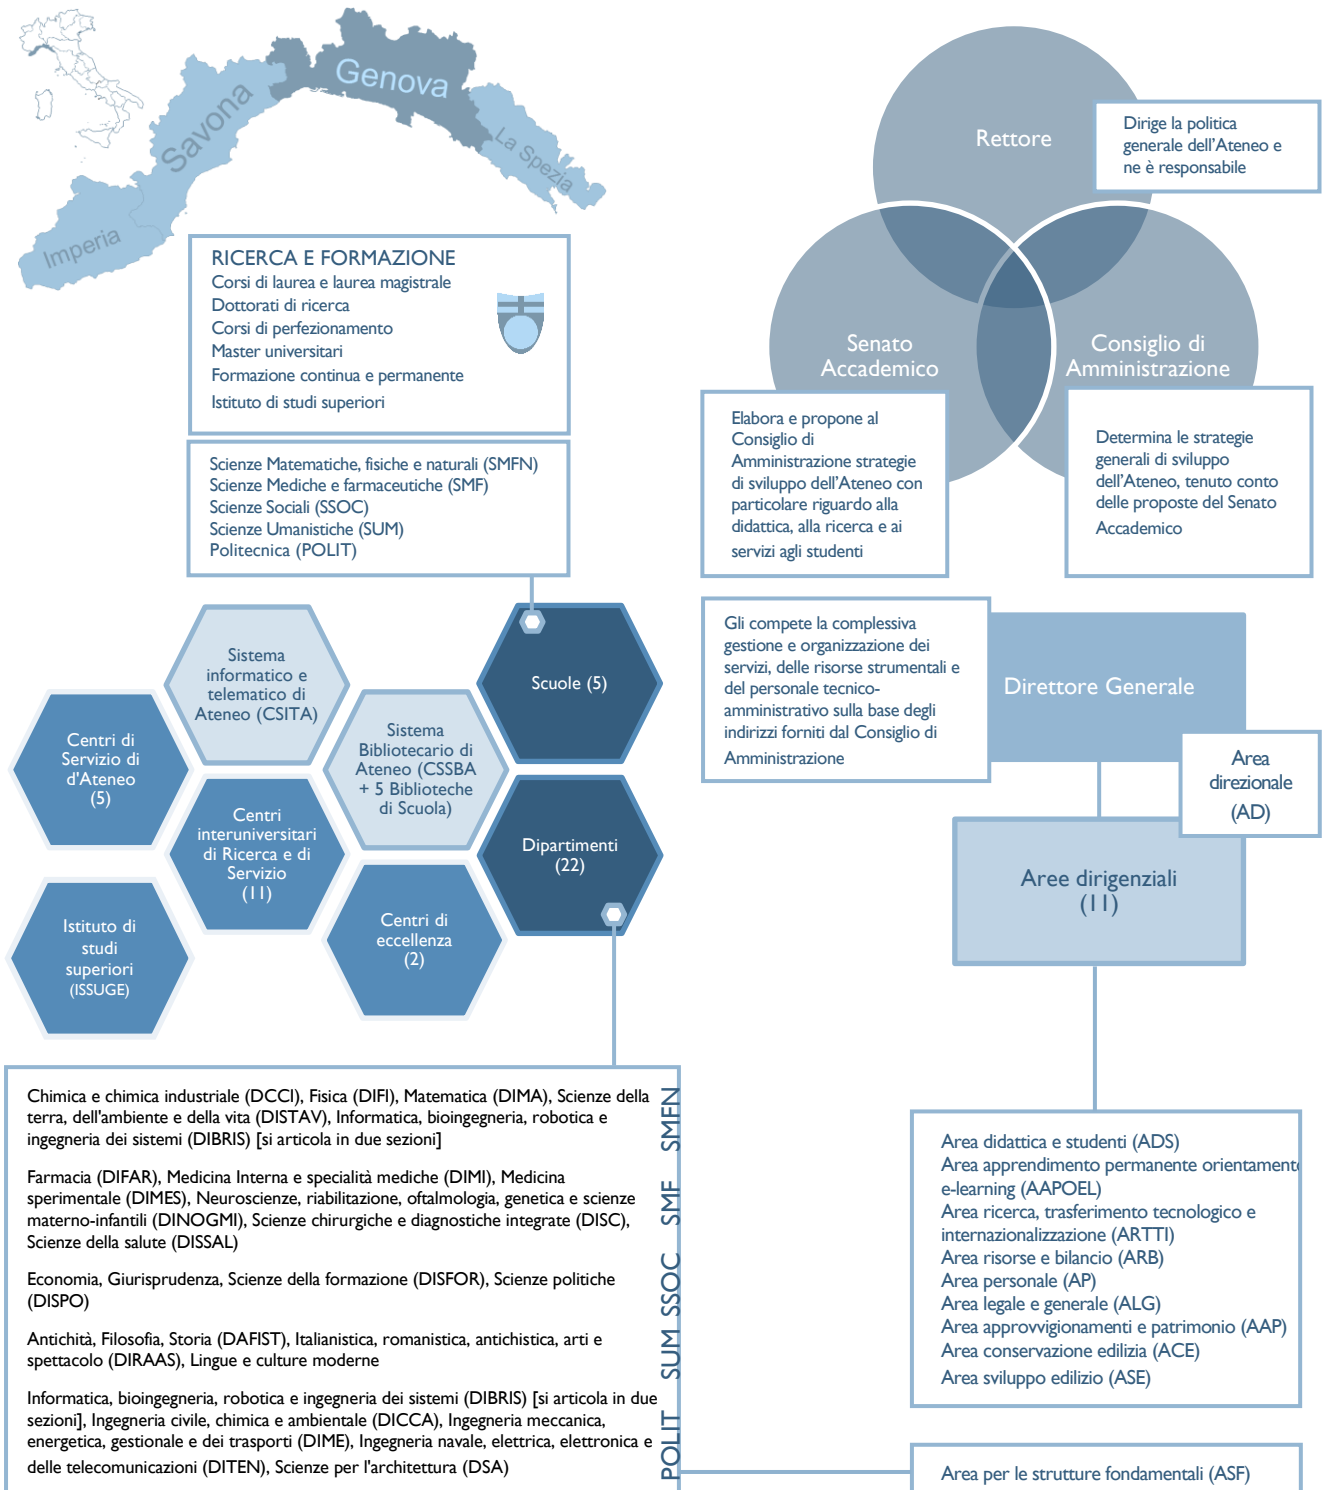 Genova
Savona
La Spezia
Imperia
RICERCA E FORMAZIONE
Corsi di laurea e laurea magistrale
Dottorati di ricerca
Corsi di perfezionamento
Master universitari
Formazione continua e permanente
Istituto di studi superiori
Scienze Matematiche, fisiche e naturali (SMFN)
Scienze Mediche e farmaceutiche (SMF)
Scienze Sociali (SSOC)
Scienze Umanistiche (SUM)
Politecnica (POLIT)
Sistema
informatico e
telematico di
Ateneo (CSITA)
Scuole (5)
Centri di
Servizio di
d'Ateneo
(5)
Sistema
Bibliotecario di
Ateneo (CSSBA
+ 5 Biblioteche
di Scuola)
Centri
interuniversitari
di Ricerca e di
Servizio
(11)
Dipartimenti
(22)
Istituto di
studi
superiori
(ISSUGE)
Centri di
eccellenza
(2)
Chimica e chimica industriale (DCCI), Fisica (DIFI), Matematica (DIMA), Scienze della
terra, dell'ambiente e della vita (DISTAV), Informatica, bioingegneria, robotica e
ingegneria dei sistemi (DIBRIS) [si articola in due sezioni]
Farmacia (DIFAR), Medicina Interna e specialità mediche (DIMI), Medicina
sperimentale (DIMES), Neuroscienze, riabilitazione, oftalmologia, genetica e scienze
materno-infantili (DINOGMI), Scienze chirurgiche e diagnostiche integrate (DISC),
Scienze della salute (DISSAL)
Economia, Giurisprudenza, Scienze della formazione (DISFOR), Scienze politiche
(DISPO)
Antichità, Filosofia, Storia (DAFIST), Italianistica, romanistica, antichistica, arti e
spettacolo (DIRAAS), Lingue e culture moderne
Informatica, bioingegneria, robotica e ingegneria dei sistemi (DIBRIS) [si articola in due
sezioni], Ingegneria civile, chimica e ambientale (DICCA), Ingegneria meccanica,
energetica, gestionale e dei trasporti (DIME), Ingegneria navale, elettrica, elettronica e
delle telecomunicazioni (DITEN), Scienze per l'architettura (DSA)
POLIT SUM SSOC SMF SMFN
Rettore
Dirige la politica
generale dell'Ateneo e
ne è responsabile
Senato
Accademico
Consiglio di
Amministrazione
Elabora e propone al
Consiglio di
Amministrazione strategie
di sviluppo dell'Ateneo con
particolare riguardo alla
didattica, alla ricerca e ai
servizi agli studenti
Determina le strategie
generali di sviluppo
dell'Ateneo, tenuto conto
delle proposte del Senato
Accademico
Gli compete la complessiva
gestione e organizzazione dei
servizi, delle risorse strumentali e
del personale tecnico-
amministrativo sulla base degli
indirizzi forniti dal Consiglio di
Amministrazione
Direttore Generale
Area
direzionale
(AD)
Aree dirigenziali
(11)
Area didattica e studenti (ADS)
Area apprendimento permanente orientamento
e-learning (AAPOEL)
Area ricerca, trasferimento tecnologico e
internazionalizzazione (ARTTI)
Area risorse e bilancio (ARB)
Area personale (AP)
Area legale e generale (ALG)
Area approvvigionamenti e patrimonio (AAP)
Area conservazione edilizia (ACE)
Area sviluppo edilizio (ASE)
Area per le strutture fondamentali (ASF)